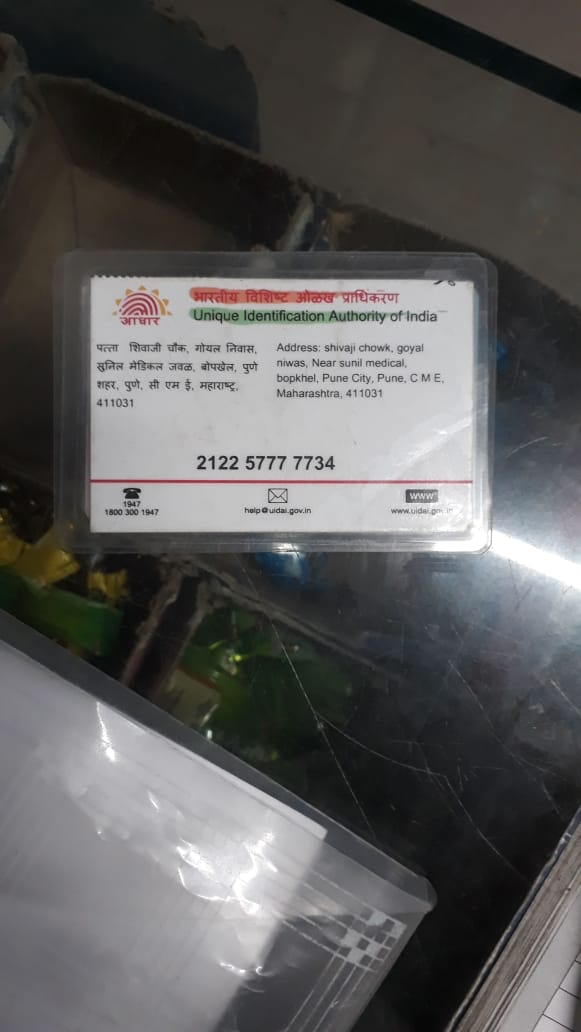 भारतीय विशिष्ट ओळख प्राधिकरण
Unique Identification Authority of India
आधार
पत्ता शिवाजी चौक, गोयल निवास,
सुनिल मेडिकल जवळ, बोपखेल, पुणे
शहर, पुणे, सी एम ई, महाराष्ट्र,
411031
Address: shivaji chowk, goyal
niwas, Near sunil medical,
bopkhel, Pune City, Pune, C M E,
Maharashtra, 411031
2122 5777 7734
1947
1800 300 1947
help@uidai.gov.in
www
www.uidai.gov.in